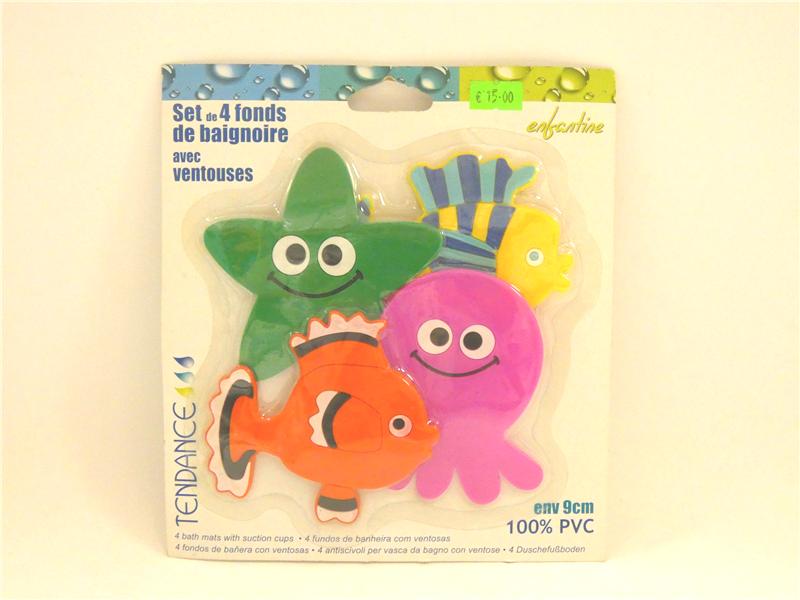 € 15.00
Set de 4 fonds
de baignoire
avec
ventouses
enfantine
TENDANCE
env 9cm
100% PVC
4 bath mats with suction cups • 4 fundos de banheira com ventosas
4 fondos de bañera con ventosas • 4 antiscivoli per vasca da bagno con ventose • 4 Duschefußboden